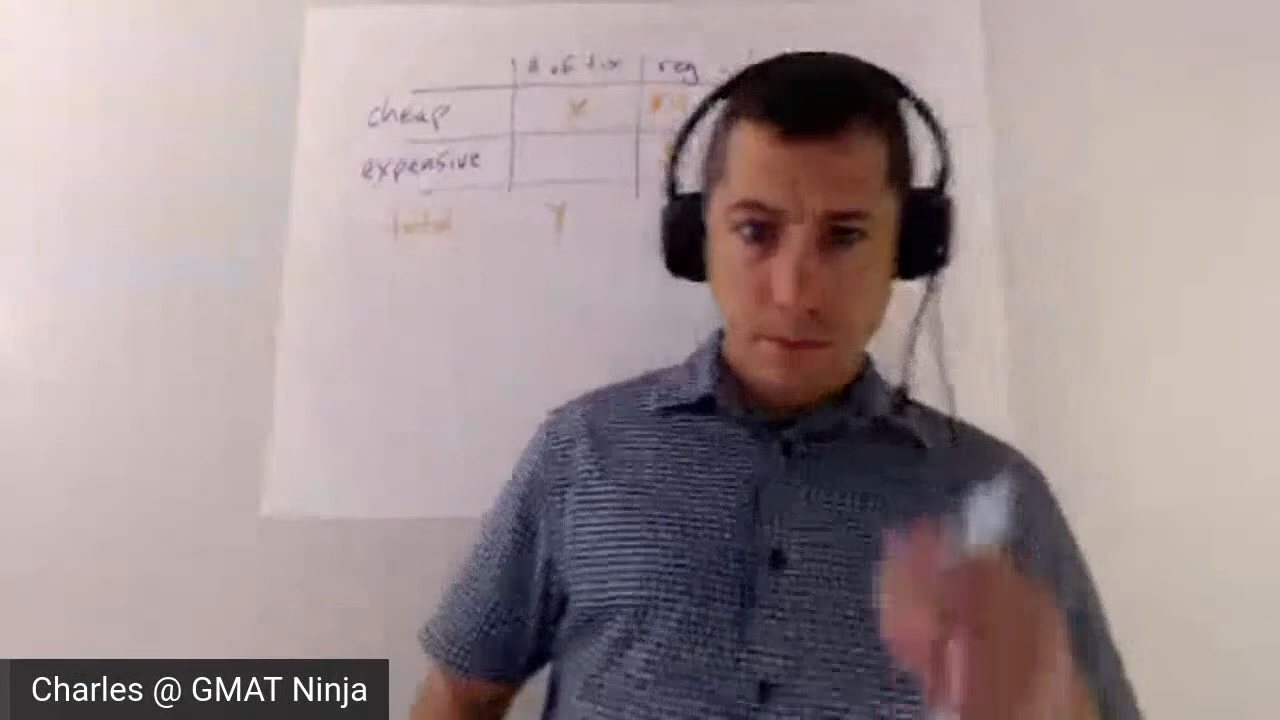 # of tix reg
cheap X
expensive
total Y
Charles @ GMAT Ninja